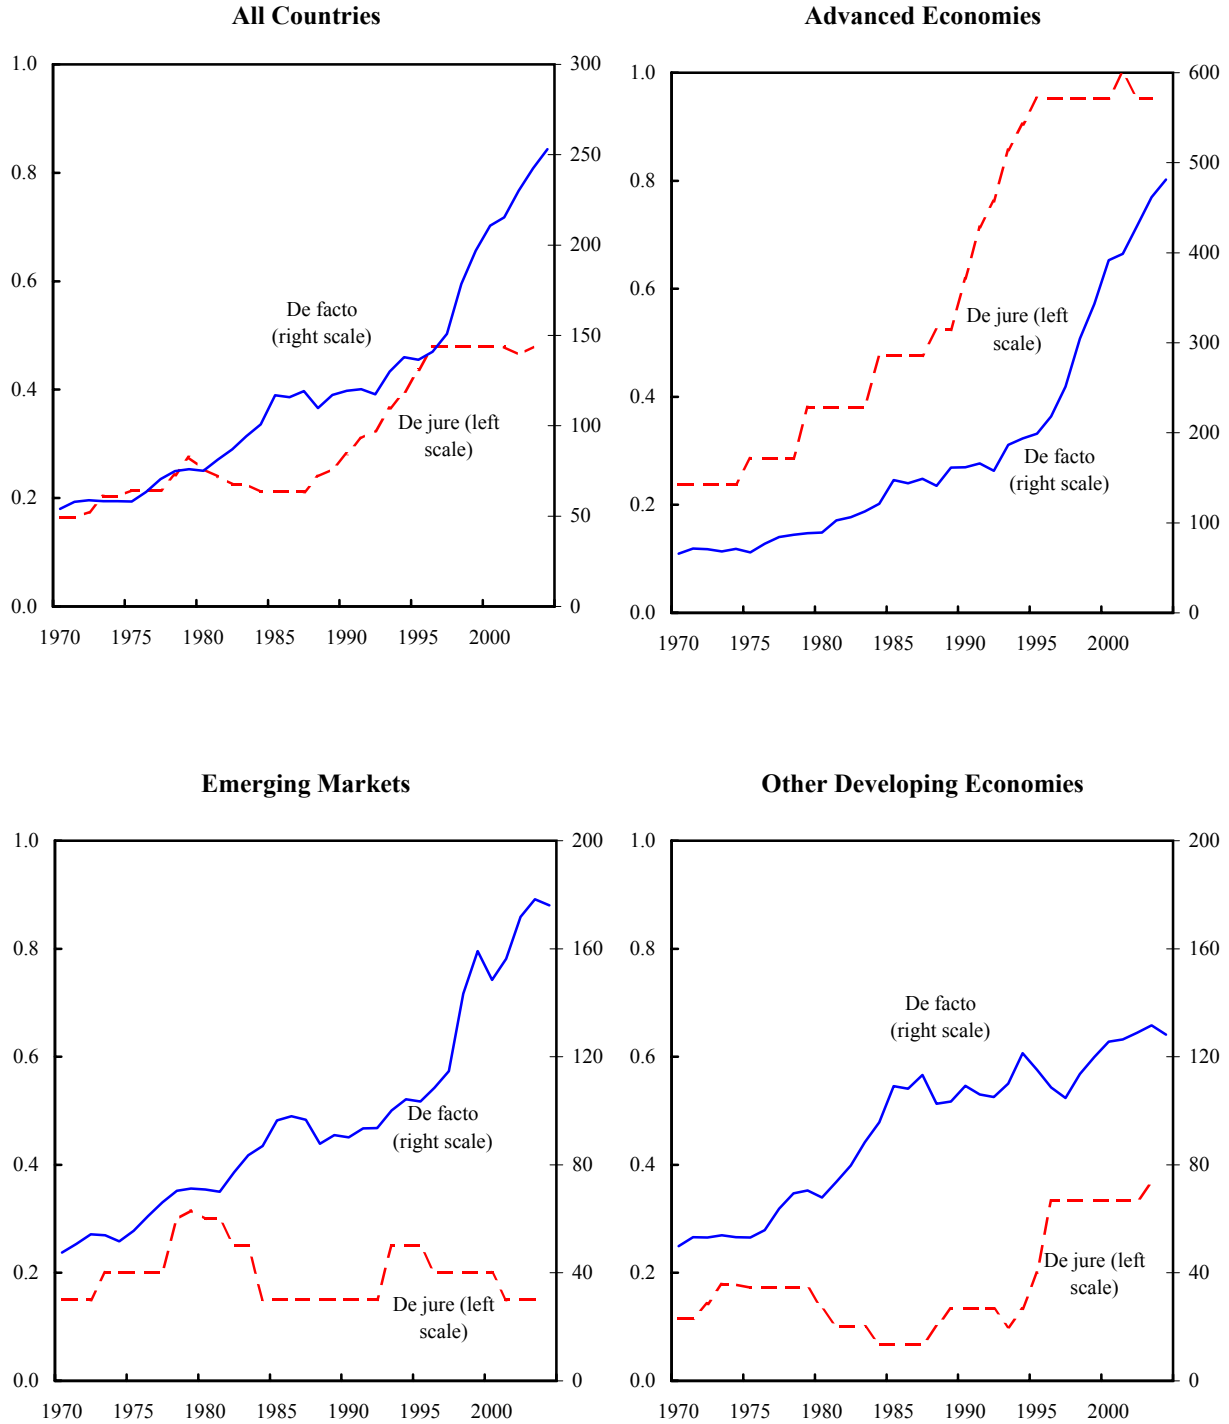 All Countries
1.0
0.8
0.6
0.4
0.2
0.0
300
250
200
150
100
50
0
De facto
(right scale)
De jure (left
scale)
1970 1975 1980 1985 1990 1995 2000
Advanced Economies
1.0
0.8
0.6
0.4
0.2
0.0
600
500
400
300
200
100
0
De jure (left
scale)
De facto
(right scale)
1970 1975 1980 1985 1990 1995 2000
Emerging Markets
1.0
0.8
0.6
0.4
0.2
0.0
200
160
120
80
40
0
De facto
(right scale)
De jure (left
scale)
1970 1975 1980 1985 1990 1995 2000
Other Developing Economies
1.0
0.8
0.6
0.4
0.2
0.0
200
160
120
80
40
0
De facto
(right scale)
De jure (left
scale)
1970 1975 1980 1985 1990 1995 2000